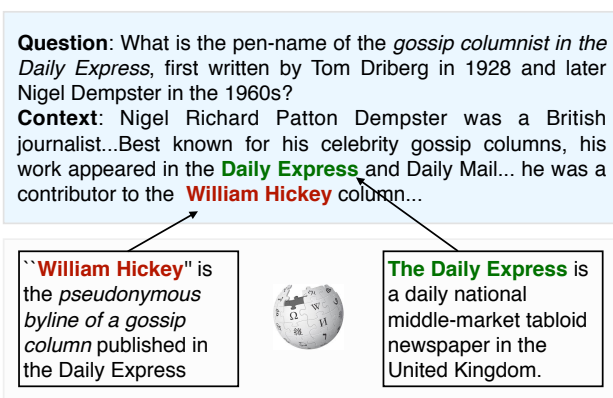 Question: What is the pen-name of the gossip columnist in the
Daily Express, first written by Tom Driberg in 1928 and later
Nigel Dempster in the 1960s?
Context: Nigel Richard Patton Dempster was a British
journalist...Best known for his celebrity gossip columns, his
work appeared in the Daily Express and Daily Mail... he was a
contributor to the William Hickey column...
``William Hickey" is
the pseudonymous
byline of a gossip
column published in
the Daily Express
Ω W И
The Daily Express is
a daily national
middle-market tabloid
newspaper in the
United Kingdom.